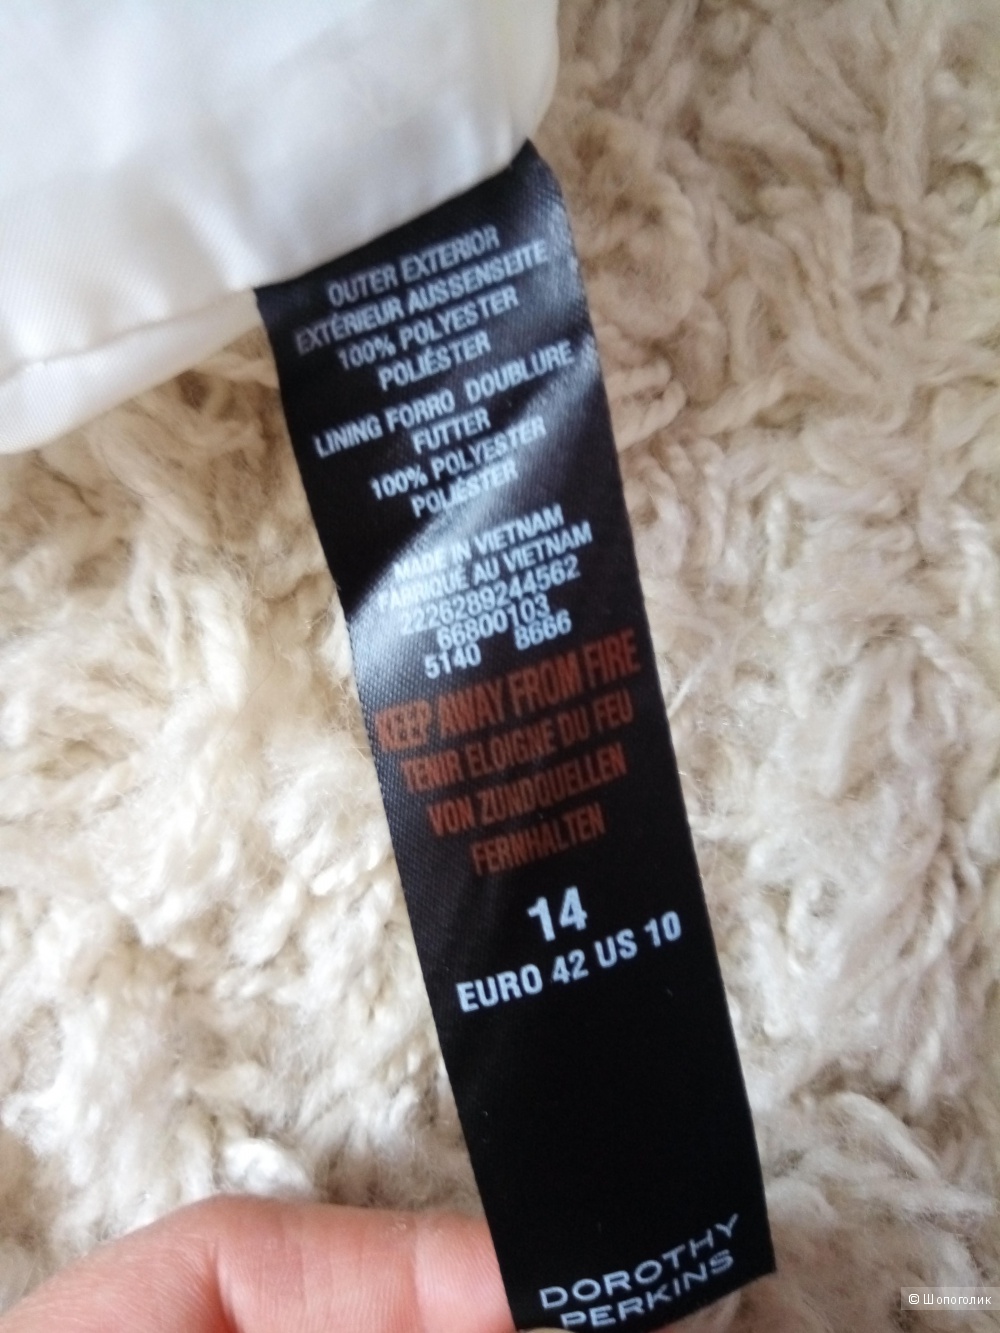 OUTER EXTERIOR
EXTÉRIEUR AUSSENSEITE
100% POLYESTER
POLIÉSTER
LINING FORRO DOUBLURE
FUTTER
100% POLYESTER
POLIÉSTER
MADE IN VIETNAM
FABRIQUÉ AU VIETNAM
2226289244562
66800103
5140 8666
KEEP AWAY FROM FIRE
TENIR ELOIGNE DU FEU
VON ZÜNDQUELLEN
FERNHALTEN
14
EURO 42 US 10
DOROTHY
PERKINS
© Шопоголик